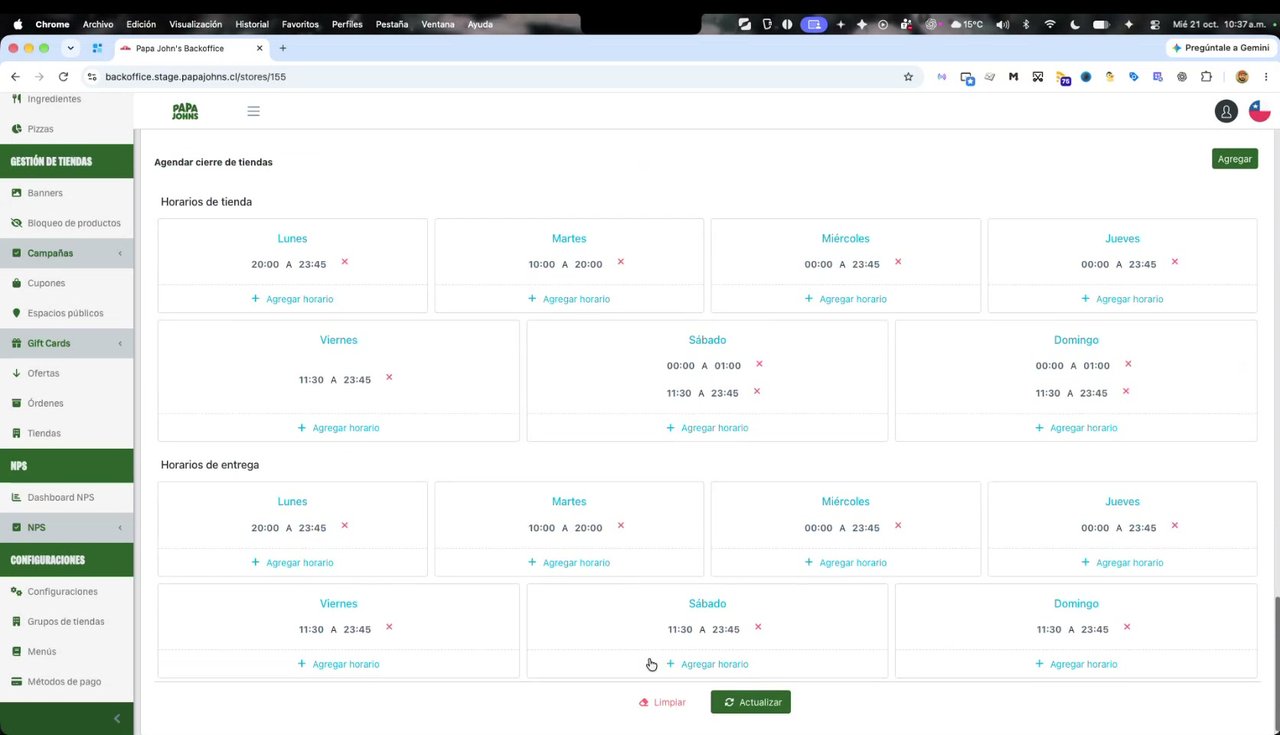 Chrome Archivo Edición Visualización Historial Favoritos Perfiles Pestaña Ventana Ayuda 15°C Mié 21 oct. 10:37 a.m.
Papa John's Backoffice Pregúntale a Gemini
backoffice.stage.papajohns.cl/stores/155 75
PAPA JOHNS
Ingredientes
Pizzas
GESTIÓN DE TIENDAS
Banners
Bloqueo de productos
Campañas
Cupones
Espacios públicos
Gift Cards
Ofertas
Órdenes
Tiendas
NPS
Dashboard NPS
NPS
CONFIGURACIONES
Configuraciones
Grupos de tiendas
Menús
Métodos de pago
Agendar cierre de tiendas Agregar
Horarios de tienda
Lunes Martes Miércoles Jueves
20:00 A 23:45 10:00 A 20:00 00:00 A 23:45 00:00 A 23:45
+ Agregar horario + Agregar horario + Agregar horario + Agregar horario
Viernes Sábado Domingo
00:00 A 01:00 00:00 A 01:00
11:30 A 23:45 11:30 A 23:45 11:30 A 23:45
+ Agregar horario + Agregar horario + Agregar horario
Horarios de entrega
Lunes Martes Miércoles Jueves
20:00 A 23:45 10:00 A 20:00 00:00 A 23:45 00:00 A 23:45
+ Agregar horario + Agregar horario + Agregar horario + Agregar horario
Viernes Sábado Domingo
11:30 A 23:45 11:30 A 23:45 11:30 A 23:45
+ Agregar horario + Agregar horario + Agregar horario
Limpiar Actualizar